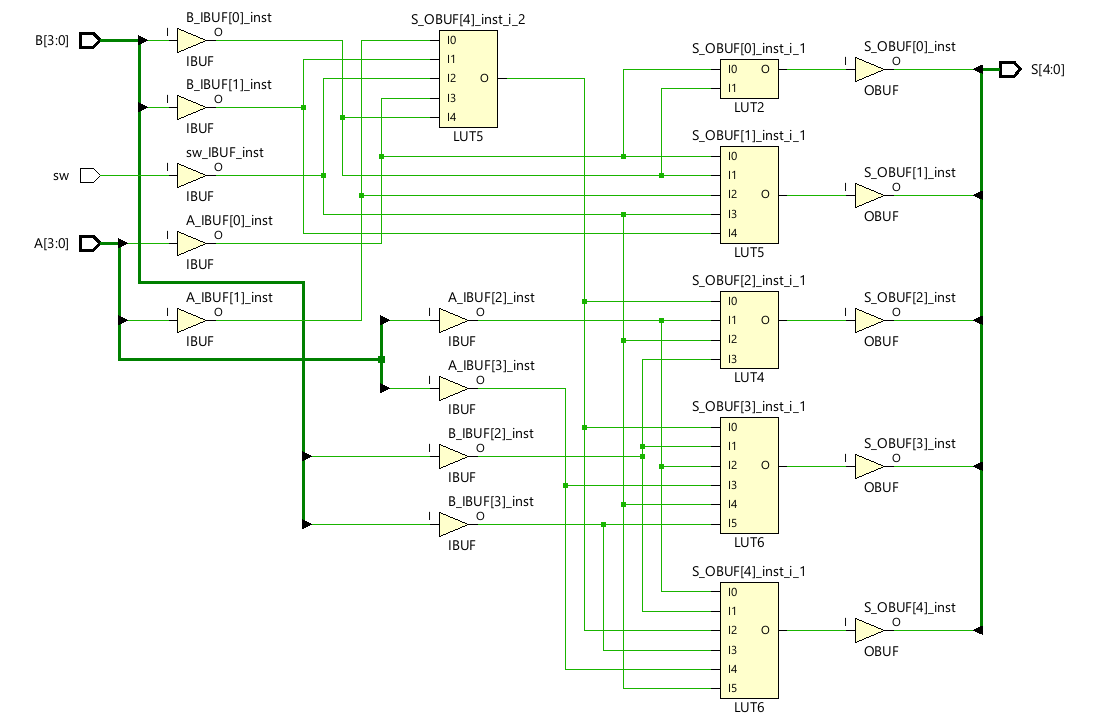 B[3:0]
I
B_IBUF[0]_inst
O
IBUF
I
B_IBUF[1]_inst
O
IBUF
sw
I
sw_IBUF_inst
O
IBUF
A[3:0]
I
A_IBUF[0]_inst
O
IBUF
I
A_IBUF[1]_inst
O
IBUF
S_OBUF[4]_inst_i_2
I0
I1
I2
I3
I4
O
LUT5
I
A_IBUF[2]_inst
O
IBUF
I
A_IBUF[3]_inst
O
IBUF
I
B_IBUF[2]_inst
O
IBUF
I
B_IBUF[3]_inst
O
IBUF
S_OBUF[0]_inst_i_1
I0
I1
O
LUT2
S_OBUF[1]_inst_i_1
I0
I1
I2
I3
I4
O
LUT5
S_OBUF[2]_inst_i_1
I0
I1
I2
I3
O
LUT4
S_OBUF[3]_inst_i_1
I0
I1
I2
I3
I4
I5
O
LUT6
S_OBUF[4]_inst_i_1
I0
I1
I2
I3
I4
I5
O
LUT6
S_OBUF[0]_inst
I
O
OBUF
S_OBUF[1]_inst
I
O
OBUF
S_OBUF[2]_inst
I
O
OBUF
S_OBUF[3]_inst
I
O
OBUF
S_OBUF[4]_inst
I
O
OBUF
S[4:0]